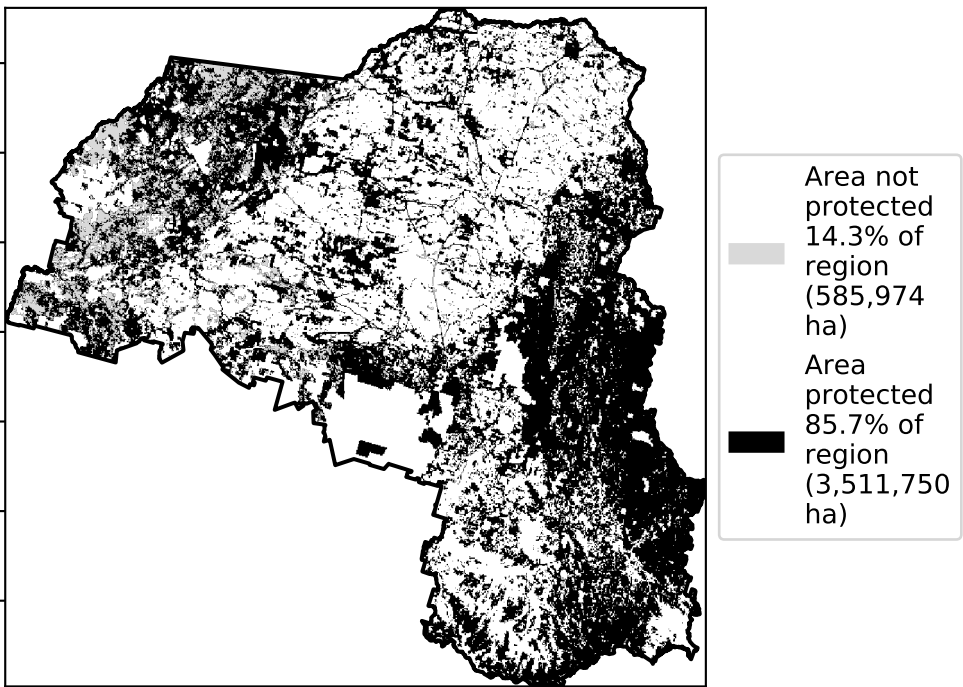 Area not
protected
14.3% of
region
(585,974
ha)
Area
protected
85.7% of
region
(3,511,750
ha)